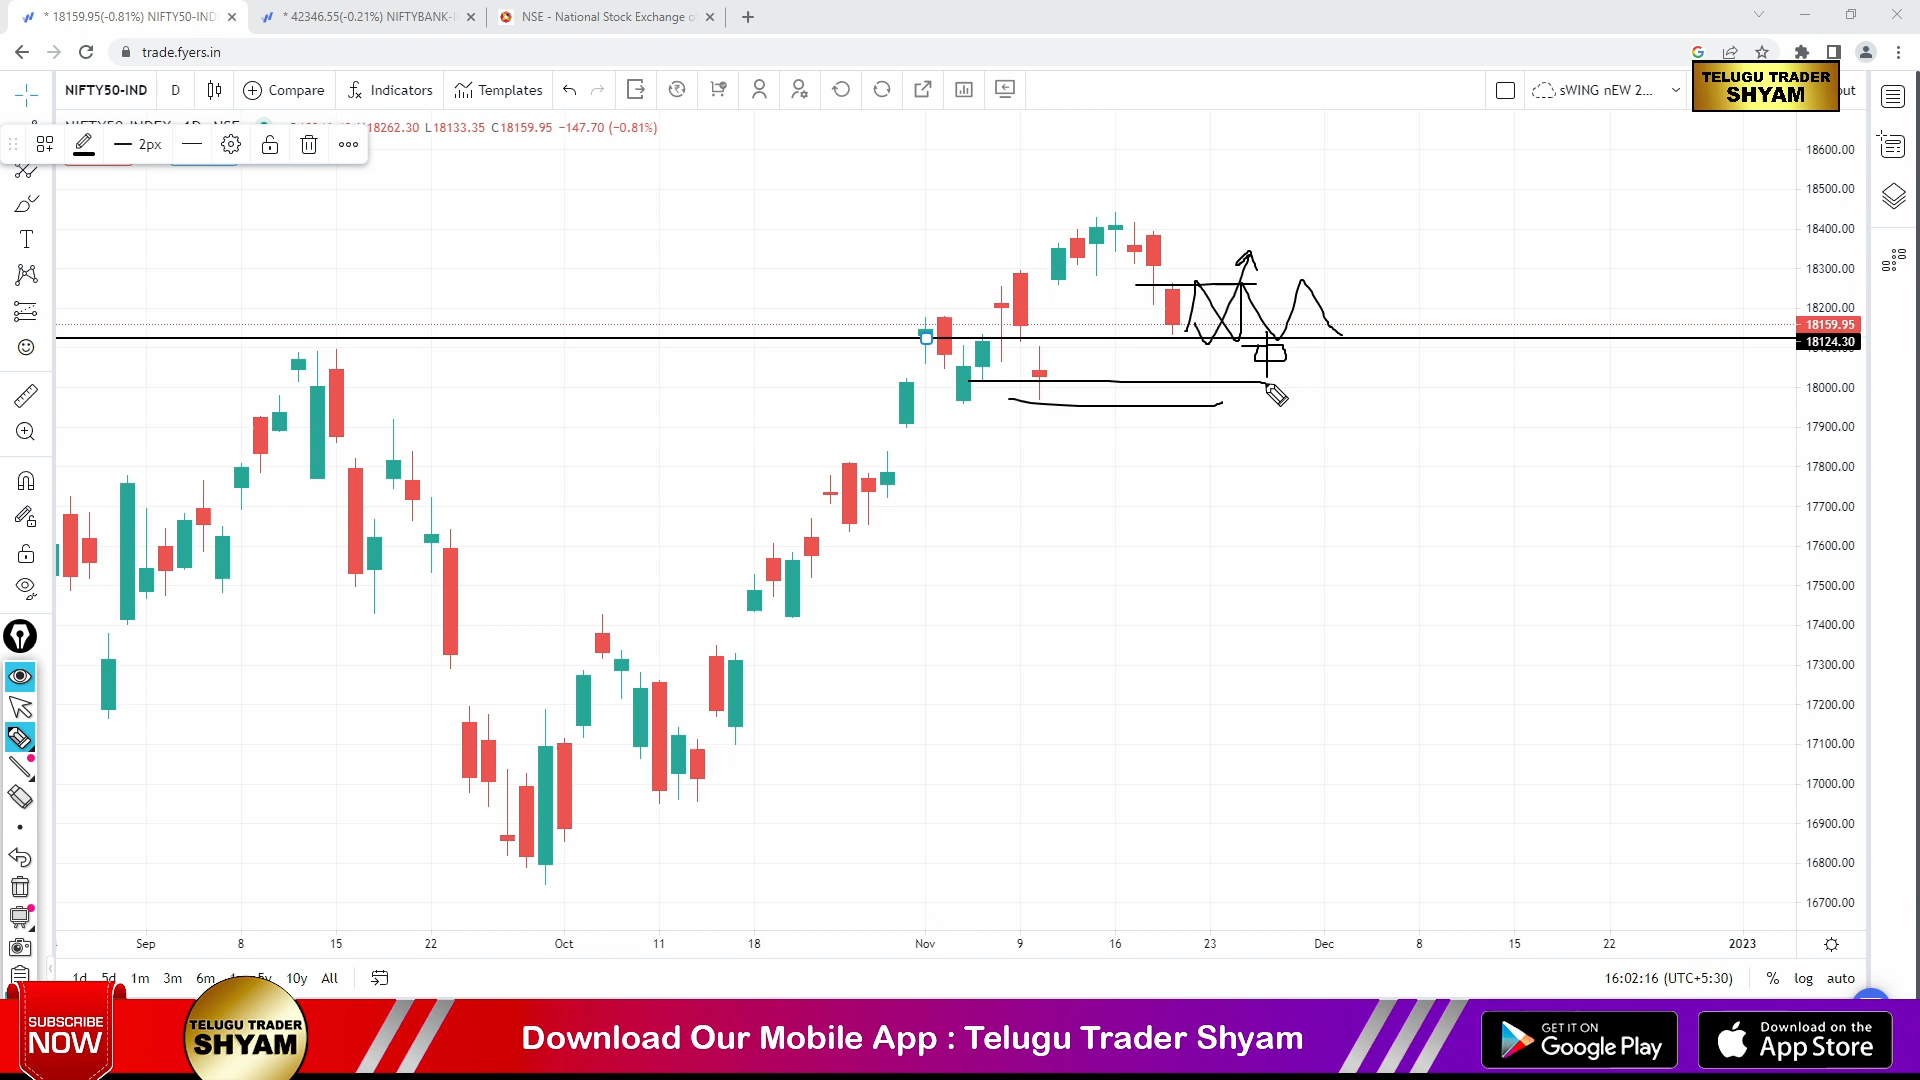 * 18159.95(-0.81%) NIFTY50-IND
* 42346.55(-0.21%) NIFTYBANK-I
NSE - National Stock Exchange o
trade.fyers.in
NIFTY50-IND D Compare Indicators Templates sWING nEW 2...
TELUGU TRADER
SHYAM
out
18262.30 L18133.35 C18159.95 −147.70 (−0.81%)
2px
18600.00
18500.00
18400.00
18300.00
18200.00
18159.95
18124.30
18000.00
17900.00
17800.00
17700.00
17600.00
17500.00
17400.00
17300.00
17200.00
17100.00
17000.00
16900.00
16800.00
16700.00
Sep 8 15 22 Oct 11 18 Nov 9 16 23 Dec 8 15 22 2023
1d 5d 1m 3m 6m 5y 10y All
16:02:16 (UTC+5:30) % log auto
SUBSCRIBE
NOW
TELUGU TRADER
SHYAM
Download Our Mobile App : Telugu Trader Shyam
GET IT ON
Google Play
Download on the
App Store